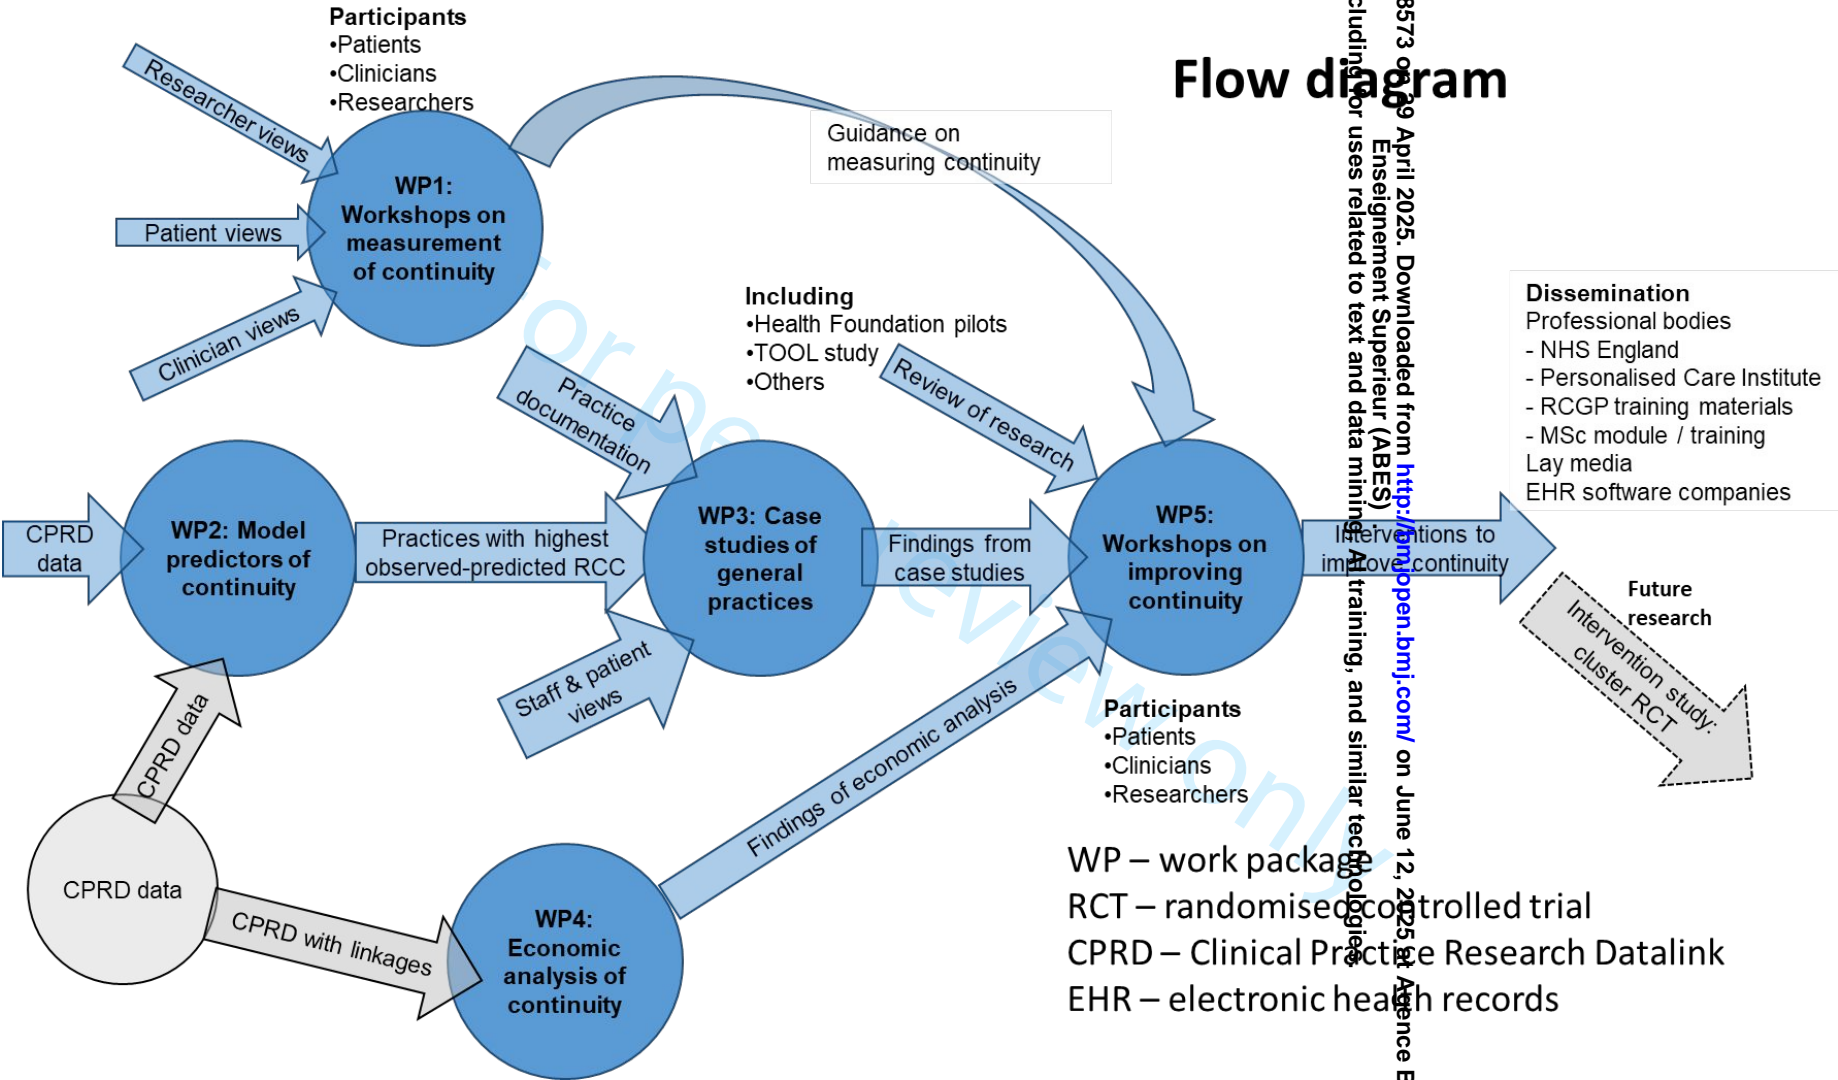 Participants
•Patients
•Clinicians
•Researchers
Flow diagram
Researcher views
Patient views
Clinician views
WP1:
Workshops on
measurement
of continuity
Guidance on
measuring continuity
Including
•Health Foundation pilots
•TOOL study
•Others
Review of research
Practice
documentation
Dissemination
Professional bodies
- NHS England
- Personalised Care Institute
- RCGP training materials
- MSc module / training
Lay media
EHR software companies
CPRD
data
WP2: Model
predictors of
continuity
Practices with highest
observed-predicted RCC
WP3: Case
studies of
general
practices
Findings from
case studies
WP5:
Workshops on
improving
continuity
Interventions to
improve continuity
Future
research
Intervention study:
cluster RCT
Staff & patient
views
CPRD data
CPRD data
CPRD with linkages
WP4:
Economic
analysis of
continuity
Findings of economic analysis
Participants
•Patients
•Clinicians
•Researchers
WP – work package
RCT – randomised controlled trial
CPRD – Clinical Practice Research Datalink
EHR – electronic health records
For peer review only
8573 on 29 April 2025. Downloaded from http://bmjopen.bmj.com/ on June 12, 2025 at Agence B
Enseignement Superieur (ABES) .
cluding for uses related to text and data mining, AI training, and similar technologies.